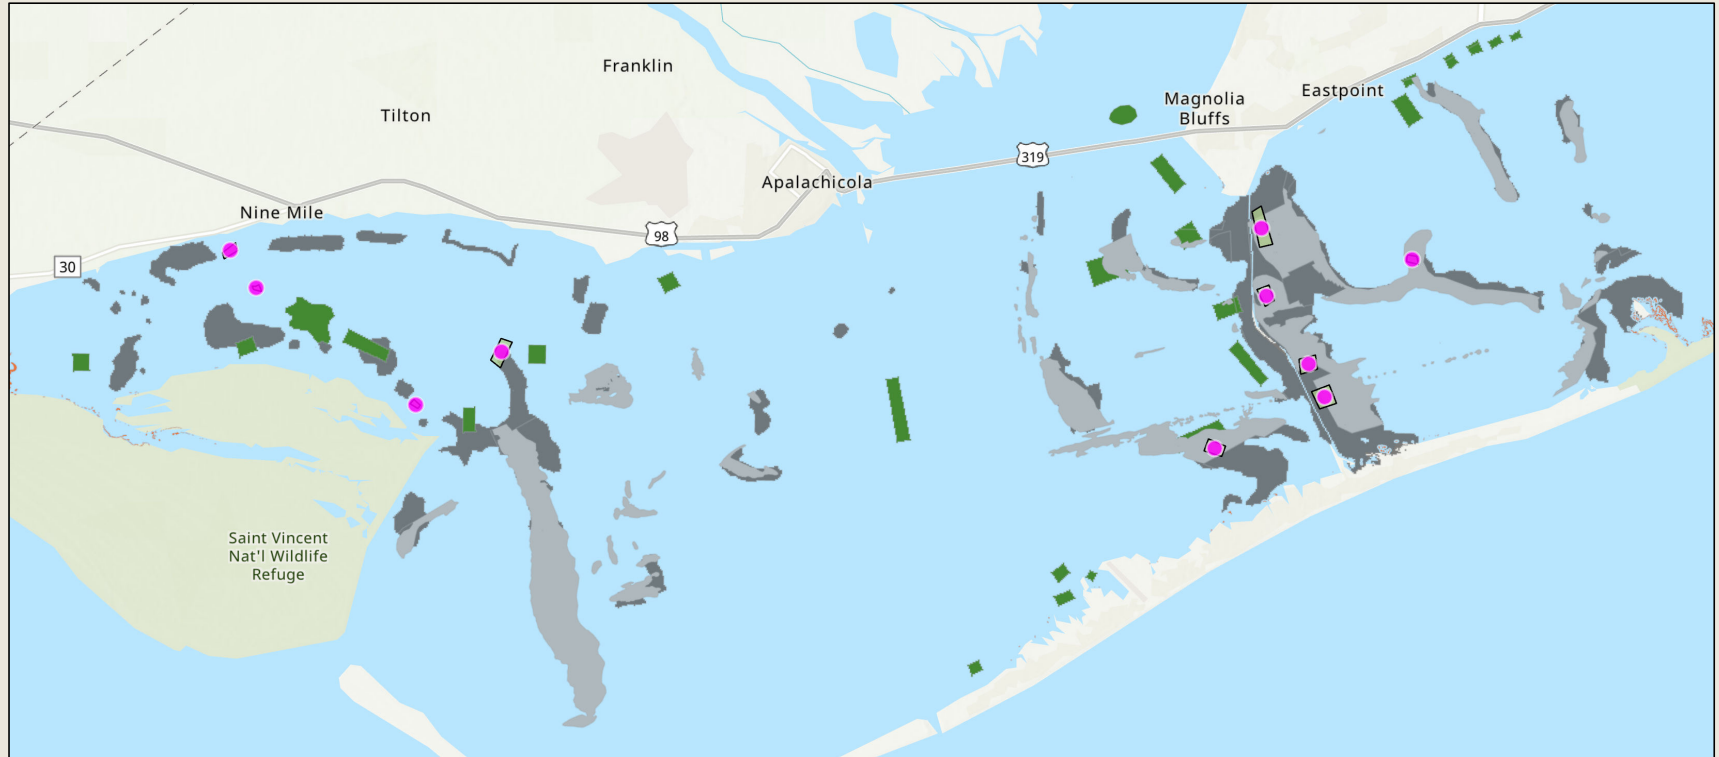 Franklin
Tilton
Eastpoint
Magnolia
Bluffs
319
Apalachicola
Nine Mile
98
30
Saint Vincent
Nat'l Wildlife
Refuge